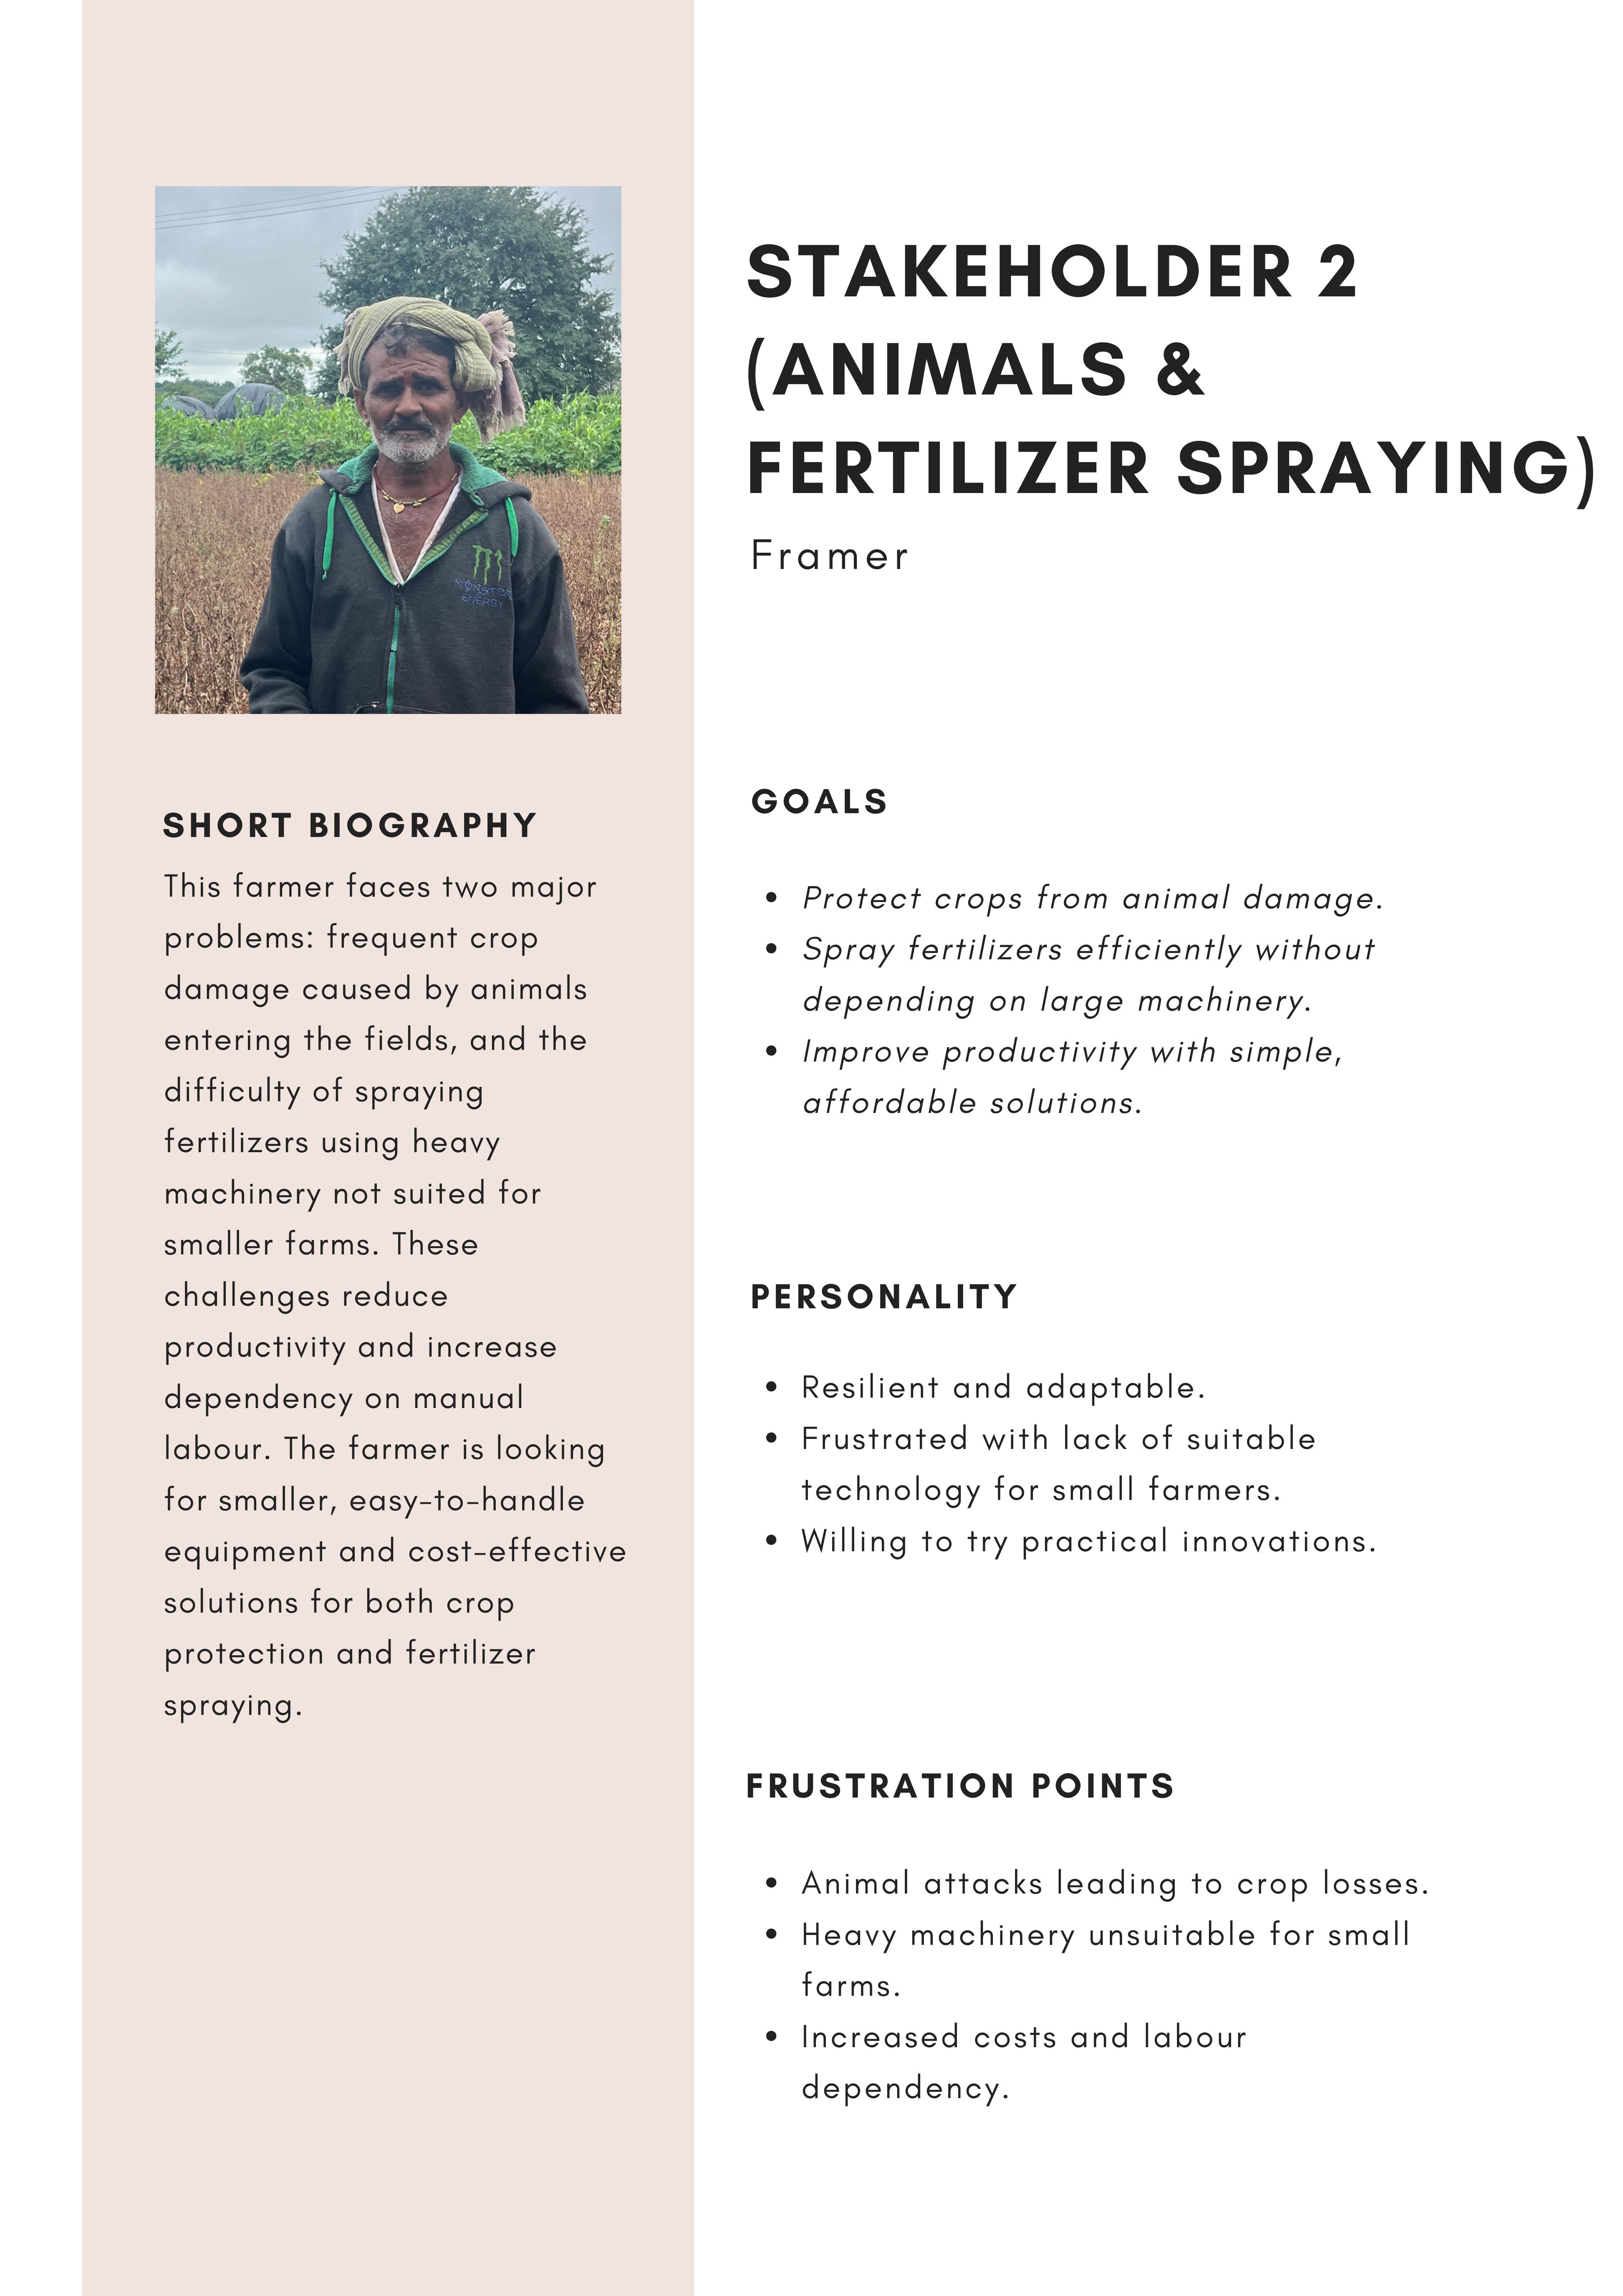 STAKEHOLDER 2
(ANIMALS &
FERTILIZER SPRAYING)
Framer
MONSTER
ENERGY
SHORT BIOGRAPHY
This farmer faces two major
problems: frequent crop
damage caused by animals
entering the fields, and the
difficulty of spraying
fertilizers using heavy
machinery not suited for
smaller farms. These
challenges reduce
productivity and increase
dependency on manual
labour. The farmer is looking
for smaller, easy-to-handle
equipment and cost-effective
solutions for both crop
protection and fertilizer
spraying.
GOALS
• Protect crops from animal damage.
• Spray fertilizers efficiently without
depending on large machinery.
• Improve productivity with simple,
affordable solutions.
PERSONALITY
• Resilient and adaptable.
• Frustrated with lack of suitable
technology for small farmers.
• Willing to try practical innovations.
FRUSTRATION POINTS
• Animal attacks leading to crop losses.
• Heavy machinery unsuitable for small
farms.
• Increased costs and labour
dependency.